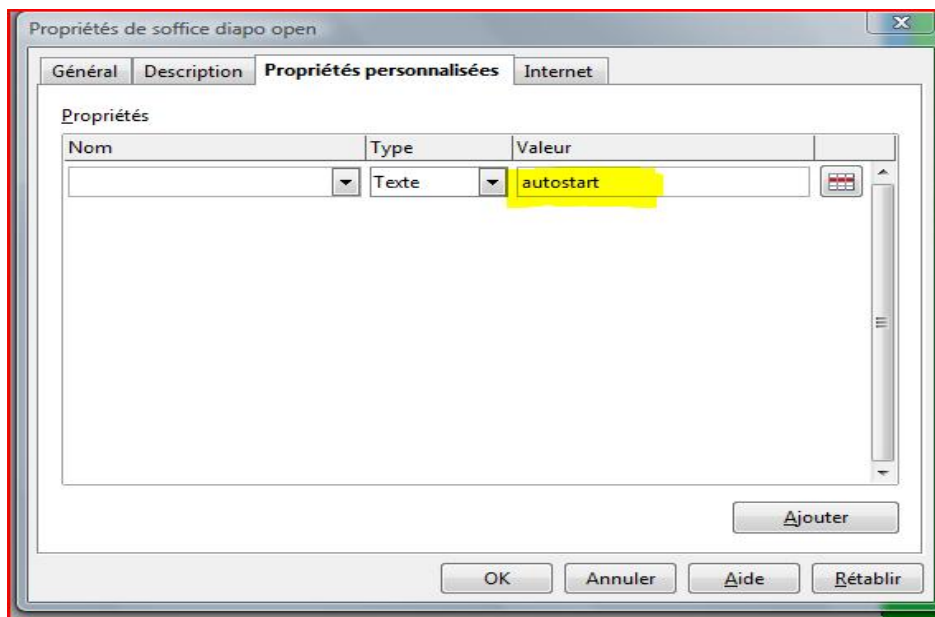 Propriétés de soffice diapo open
Général Description Propriétés personnalisées Internet
Propriétés
Nom Type Valeur
Texte autostart
Ajouter
OK Annuler Aide Rétablir